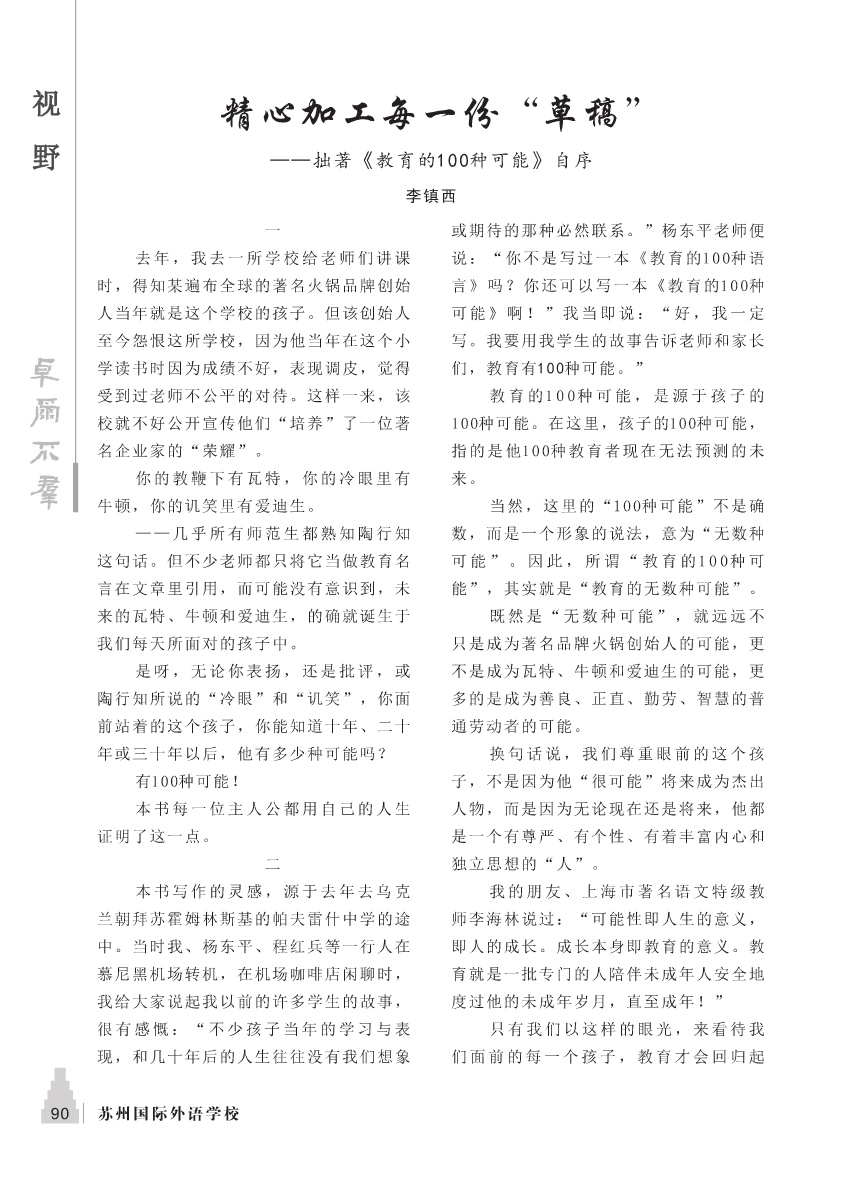 视
野
卓
尔
不
群
精心加工每一份“草稿”
——拙著《教育的100种可能》自序
李镇西
一
去年，我去一所学校给老师们讲课
时，得知某遍布全球的著名火锅品牌创始
人当年就是这个学校的孩子。但该创始人
至今怨恨这所学校，因为他当年在这个小
学读书时因为成绩不好，表现调皮，觉得
受到过老师不公平的对待。这样一来，该
校就不好公开宣传他们“培养”了一位著
名企业家的“荣耀”。
你的教鞭下有瓦特，你的冷眼里有
牛顿，你的讥笑里有爱迪生。
——几乎所有师范生都熟知陶行知
这句话。但不少老师都只将它当做教育名
言在文章里引用，而可能没有意识到，未
来的瓦特、牛顿和爱迪生，的确就诞生于
我们每天所面对的孩子中。
是呀，无论你表扬，还是批评，或
陶行知所说的“冷眼”和“讥笑”，你面
前站着的这个孩子，你能知道十年、二十
年或三十年以后，他有多少种可能吗？
有100种可能！
本书每一位主人公都用自己的人生
证明了这一点。
二
本书写作的灵感，源于去年去乌克
兰朝拜苏霍姆林斯基的帕夫雷什中学的途
中。当时我、杨东平、程红兵等一行人在
慕尼黑机场转机，在机场咖啡店闲聊时，
我给大家说起我以前的许多学生的故事，
很有感慨：“不少孩子当年的学习与表
现，和几十年后的人生往往没有我们想象
或期待的那种必然联系。”杨东平老师便
说：“你不是写过一本《教育的100种语
言》吗？你还可以写一本《教育的100种
可能》啊！”我当即说：“好，我一定
写。我要用我学生的故事告诉老师和家长
们，教育有100种可能。”
教育的100种可能，是源于孩子的
100种可能。在这里，孩子的100种可能，
指的是他100种教育者现在无法预测的未
来。
当然，这里的“100种可能”不是确
数，而是一个形象的说法，意为“无数种
可能”。因此，所谓“教育的100种可
能”，其实就是“教育的无数种可能”。
既然是“无数种可能”，就远远不
只是成为著名品牌火锅创始人的可能，更
不是成为瓦特、牛顿和爱迪生的可能，更
多的是成为善良、正直、勤劳、智慧的普
通劳动者的可能。
换句话说，我们尊重眼前的这个孩
子，不是因为他“很可能”将来成为杰出
人物，而是因为无论现在还是将来，他都
是一个有尊严、有个性、有着丰富内心和
独立思想的“人”。
我的朋友、上海市著名语文特级教
师李海林说过：“可能性即人生的意义，
即人的成长。成长本身即教育的意义。教
育就是一批专门的人陪伴未成年人安全地
度过他的未成年岁月，直至成年！”
只有我们以这样的眼光，来看待我
们面前的每一个孩子，教育才会回归起
90
苏州国际外语学校